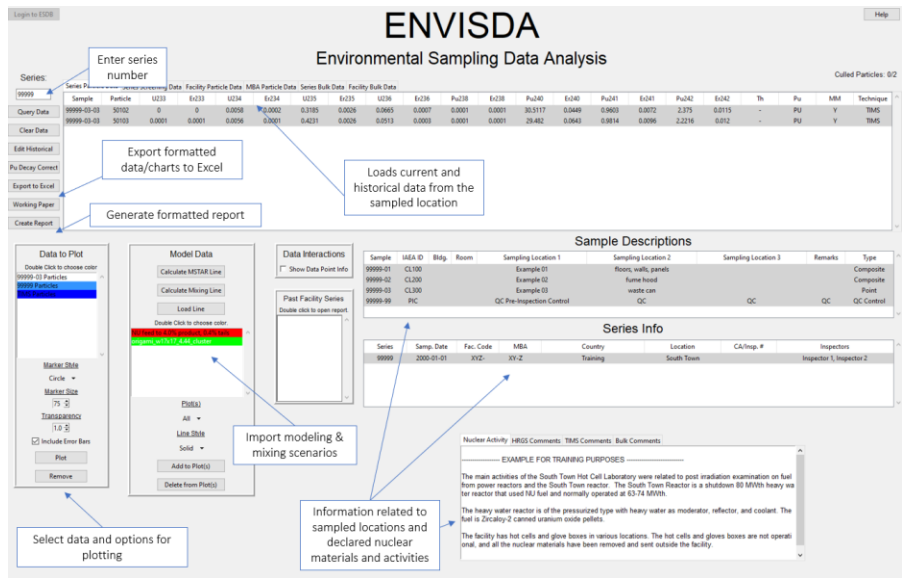 Login to ESDB
ENVISDA
Help
Environmental Sampling Data Analysis
Enter series
number
Culled Particles: 0/2
Series:
99999
Series Screening Data Facility Particle Data MBA Particle Data Series Bulk Data Facility Bulk Data
Sample Particle U233 Er233 U234 Er234 U235 Er235 U236 Er236 Pu238 Er238 Pu240 Er240 Pu241 Er241 Pu242 Er242 Th Pu MM Technique
99999-03-03 50102 0 0 0.0058 0.0002 0.3185 0.0026 0.0665 0.0007 0.0001 0.0001 30.5117 0.0449 0.9603 0.0072 2.375 0.0115 - PU Y TIMS
99999-03-03 50103 0.0001 0.0001 0.0056 0.0001 0.4231 0.0026 0.0513 0.0003 0.0001 0.0001 29.482 0.0643 0.9814 0.0096 2.2216 0.012 - PU Y TIMS
Query Data
Clear Data
Edit Historical
Pu Decay Correct
Export to Excel
Working Paper
Create Report
Export formatted
data/charts to Excel
Loads current and
historical data from the
sampled location
Generate formatted report
Data to Plot
Double Click to choose color
99999-03 Particles
99999 Particles
Marker Style
Circle
Marker Size
75
Transparency
1.0
Include Error Bars
Plot
Remove
Model Data
Calculate MSTAR Line
Calculate Mixing Line
Load Line
Double Click to choose color
origami_w17x17_4.44_cluster
Plot(s)
All
Line Style
Solid
Add to Plot(s)
Delete from Plot(s)
Data Interactions
Show Data Point Info
Past Facility Series
Double click to open report.
Sample Descriptions
Sample IAEA ID Bldg. Room Sampling Location 1 Sampling Location 2 Sampling Location 3 Remarks Type
99999-01 CL100 Example 01 floors, walls, panels Composite
99999-02 CL200 Example 02 fume hood Composite
99999-03 CL300 Example 03 waste can Point
99999-99 PIC QC Pre-Inspection Control QC QC QC QC Control
Series Info
Series Samp. Date Fac. Code MBA Country Location CA/Insp. # Inspectors
99999 2000-01-01 XYZ- XY-Z Training South Town Inspector 1, Inspector 2
Import modeling &
mixing scenarios
Information related to
sampled locations and
declared nuclear
materials and activities
Select data and options for
plotting
Nuclear Activity HRGS Comments TIMS Comments Bulk Comments
--------------- EXAMPLE FOR TRAINING PURPOSES ----------------------
The main activities of the South Town Hot Cell Laboratory were related to post irradiation examination on fuel
from power reactors and the South Town reactor. The South Town Reactor is a shutdown 80 MWth heavy wa
ter reactor that used NU fuel and normally operated at 63-74 MWth.
The heavy water reactor is of the pressurized type with heavy water as moderator, reflector, and coolant. The
fuel is Zircaloy-2 canned uranium oxide pellets.
The facility has hot cells and glove boxes in various locations. The hot cells and gloves boxes are not operati
onal, and all the nuclear materials have been removed and sent outside the facility.